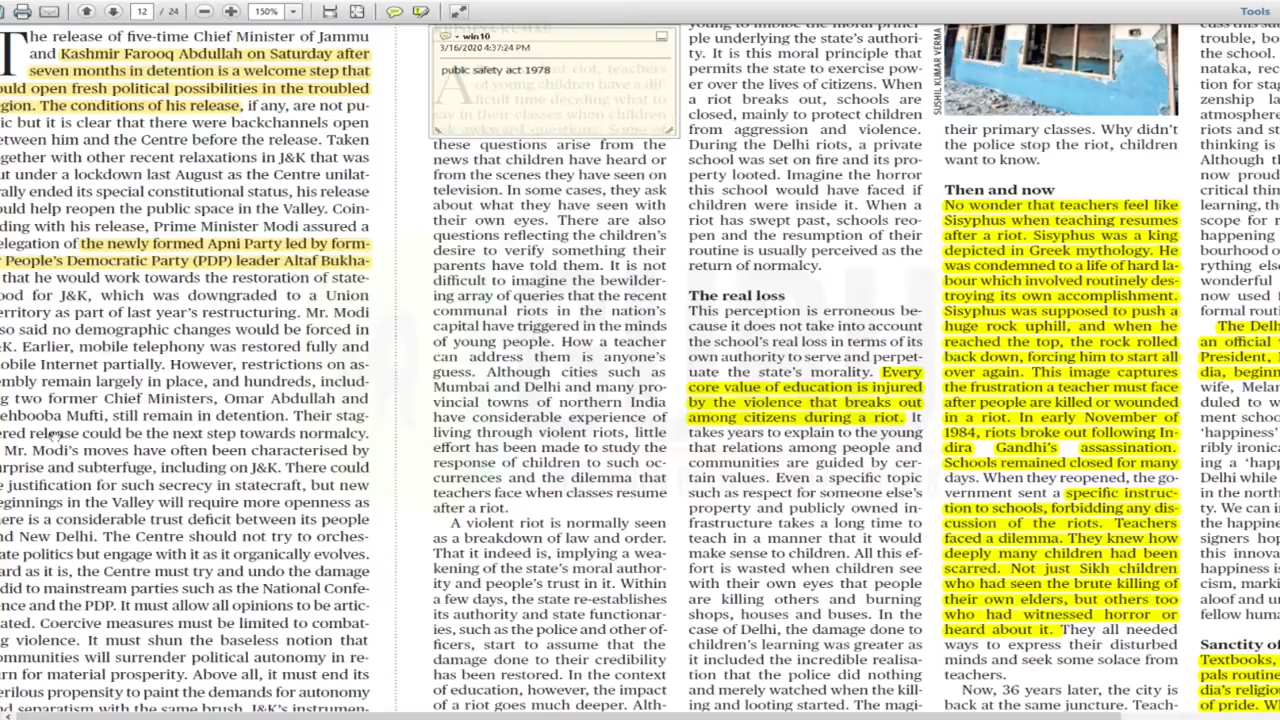 12 / 24
150%
Tools
The release of five-time Chief Minister of Jammu
and Kashmir Farooq Abdullah on Saturday after
seven months in detention is a welcome step that
ould open fresh political possibilities in the troubled
egion. The conditions of his release, if any, are not pu-
ic but it is clear that there were backchannels open
etween him and the Centre before the release. Taken
ogether with other recent relaxations in J&K that was
ut under a lockdown last August as the Centre unilat-
rally ended its special constitutional status, his release
ould help reopen the public space in the Valley. Coin-
ding with his release, Prime Minister Modi assured a
elegation of the newly formed Apni Party led by form-
r People's Democratic Party (PDP) leader Altaf Bukha-
that he would work towards the restoration of state-
ood for J&K, which was downgraded to a Union
erritory as part of last year's restructuring. Mr. Modi
so said no demographic changes would be forced in
&K. Earlier, mobile telephony was restored fully and
obile Internet partially. However, restrictions on as-
embly remain largely in place, and hundreds, includ-
g two former Chief Ministers, Omar Abdullah and
ehbooba Mufti, still remain in detention. Their stag-
ered release could be the next step towards normalcy.
Mr. Modi's moves have often been characterised by
urprise and subterfuge, including on J&K. There could
e justification for such secrecy in statecraft, but new
eginnings in the Valley will require more openness as
ere is a considerable trust deficit between its people
nd New Delhi. The Centre should not try to orches-
ate politics but engage with it as it organically evolves.
ard as it is, the Centre must try and undo the damage
did to mainstream parties such as the National Confe-
ence and the PDP. It must allow all opinions to be artic-
ated. Coercive measures must be limited to combat-
ng violence. It must shun the baseless notion that
ommunities will surrender political autonomy in re-
urn for material prosperity. Above all, it must end its
erilous propensity to paint the demands for autonomy
nd separatism with the same brush. J&K's instrumen-
win10
3/16/2020 4:37:24 PM
public safety act 1978
these questions arise from the
news that children have heard or
from the scenes they have seen on
television. In some cases, they ask
about what they have seen with
their own eyes. There are also
questions reflecting the children's
desire to verify something their
parents have told them. It is not
difficult to imagine the bewilder-
ing array of queries that the recent
communal riots in the nation's
capital have triggered in the minds
of young people. How a teacher
can address them is anyone's
guess. Although cities such as
Mumbai and Delhi and many pro-
vincial towns of northern India
have considerable experience of
living through violent riots, little
effort has been made to study the
response of children to such oc-
currences and the dilemma that
teachers face when classes resume
after a riot.
A violent riot is normally seen
as a breakdown of law and order.
That it indeed is, implying a wea-
kening of the state's moral author-
ity and people's trust in it. Within
a few days, the state re-establishes
its authority and state functionar-
ies, such as the police and other of-
ficers, start to assume that the
damage done to their credibility
has been restored. In the context
of education, however, the impact
of a riot goes much deeper. Alth-
ple underlying the state's authori-
ty. It is this moral principle that
permits the state to exercise pow-
er over the lives of citizens. When
a riot breaks out, schools are
closed, mainly to protect children
from aggression and violence.
During the Delhi riots, a private
school was set on fire and its pro-
perty looted. Imagine the horror
this school would have faced if
children were inside it. When a
riot has swept past, schools reo-
pen and the resumption of their
routine is usually perceived as the
return of normalcy.
The real loss
This perception is erroneous be-
cause it does not take into account
the school's real loss in terms of its
own authority to serve and perpet-
uate the state's morality. Every
core value of education is injured
by the violence that breaks out
among citizens during a riot. It
takes years to explain to the young
that relations among people and
communities are guided by cer-
tain values. Even a specific topic
such as respect for someone else's
property and publicly owned in-
frastructure takes a long time to
teach in a manner that it would
make sense to children. All this ef-
fort is wasted when children see
with their own eyes that people
are killing others and burning
shops, houses and buses. In the
case of Delhi, the damage done to
children's learning was greater as
it included the incredible realisa-
tion that the police did nothing
and merely watched when the kill-
ing and looting started. The magi-
SUSHIL KUMAR VERMA
their primary classes. Why didn't
the police stop the riot, children
want to know.
Then and now
No wonder that teachers feel like
Sisyphus when teaching resumes
after a riot. Sisyphus was a king
depicted in Greek mythology. He
was condemned to a life of hard la-
bour which involved routinely des-
troying its own accomplishment.
Sisyphus was supposed to push a
huge rock uphill, and when he
reached the top, the rock rolled
back down, forcing him to start all
over again. This image captures
the frustration a teacher must face
after people are killed or wounded
in a riot. In early November of
1984, riots broke out following In-
dira Gandhi's assassination.
Schools remained closed for many
days. When they reopened, the go-
vernment sent a specific instruc-
tion to schools, forbidding any dis-
cussion of the riots. Teachers
faced a dilemma. They knew how
deeply many children had been
scarred. Not just Sikh children
who had seen the brute killing of
their own elders, but others too
who had witnessed horror or
heard about it. They all needed
ways to express their disturbed
minds and seek some solace from
teachers.
Now, 36 years later, the city is
back at the same juncture. Teach-
trouble, bo
the school.
nataka, rec
tion for stag
zenship la
atmosphere
riots and su
thinking is
Although th
now proud
critical thin
learning, the
scope for
happening
bourhood o
rything else
wonderful
now used
formal rout
The Delh
an official
President,
dia, beginn
wife, Melan
duled to w
ment school
'happiness'
ribly ironica
ing a 'happ
Delhi while
in the north
ty. We can i
the happine
signers hop
this innova
cism, markin
aloof and un
fellow huma
Sanctity of
Textbooks,
pals routine
dia's religio
of pride. W